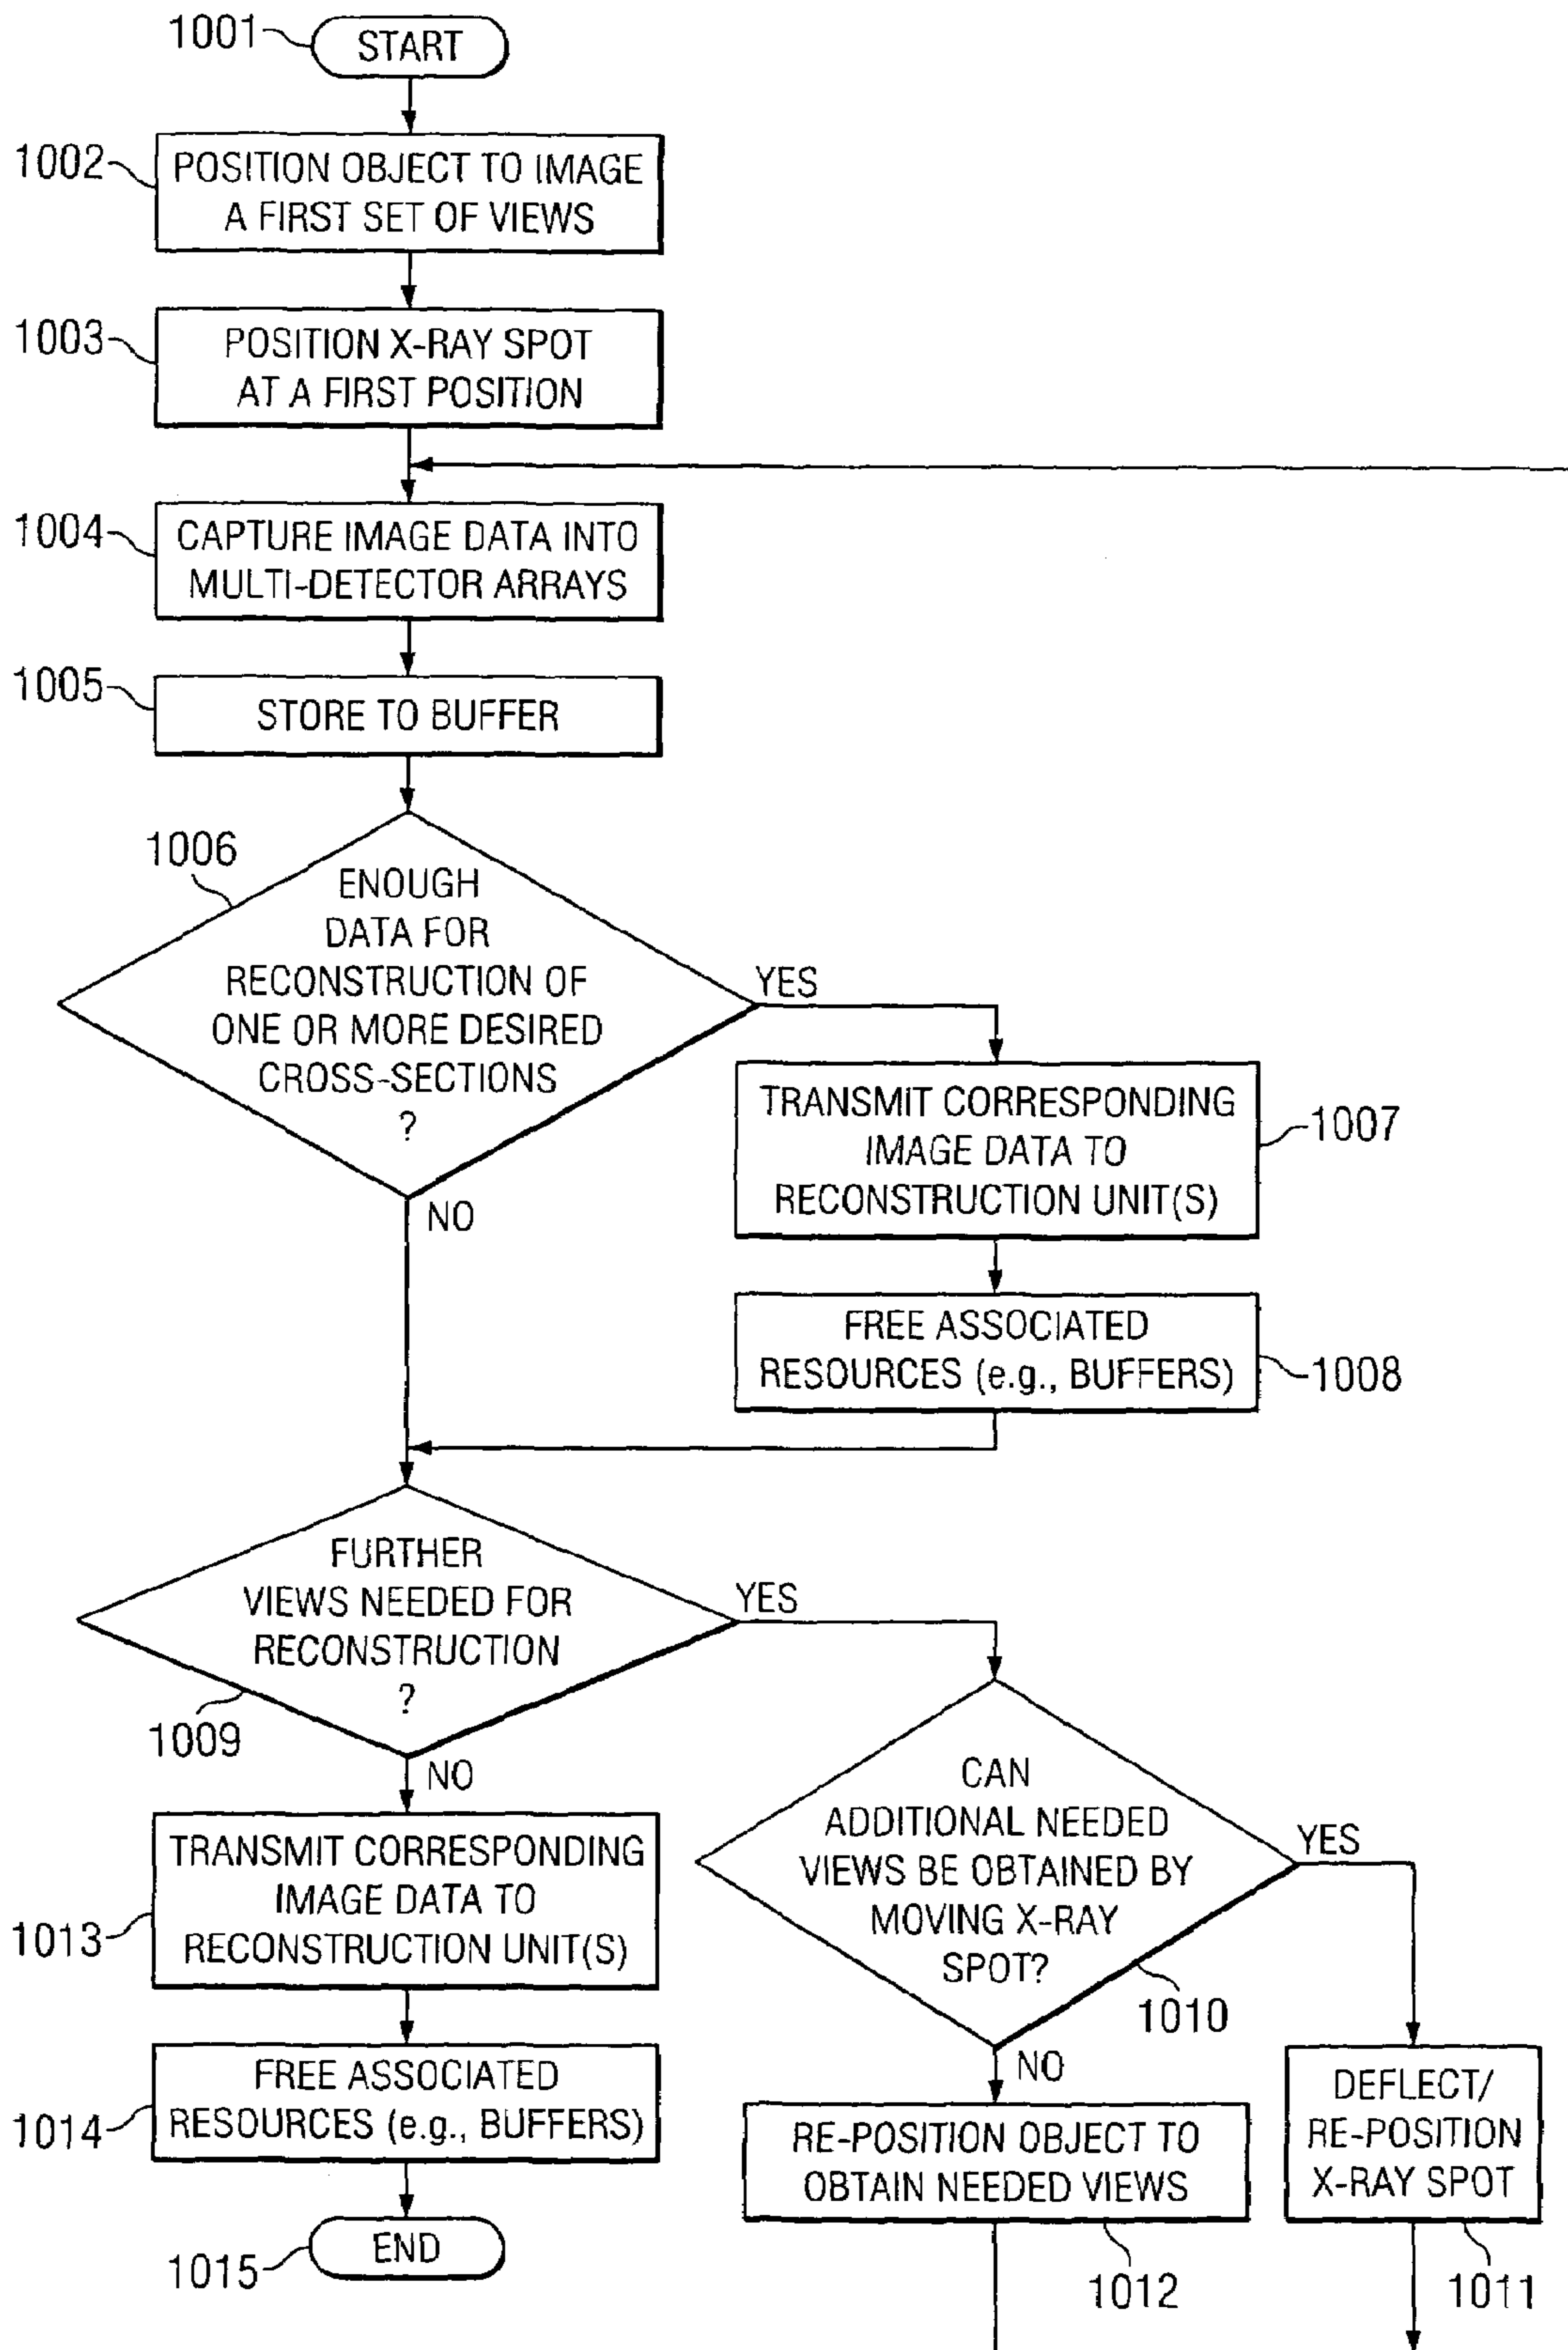 1001
START
1002
POSITION OBJECT TO IMAGE
A FIRST SET OF VIEWS
1003
POSITION X-RAY SPOT
AT A FIRST POSITION
1004
CAPTURE IMAGE DATA INTO
MULTI-DETECTOR ARRAYS
1005
STORE TO BUFFER
1006
ENOUGH
DATA FOR
RECONSTRUCTION OF
ONE OR MORE DESIRED
CROSS-SECTIONS
?
YES
NO
TRANSMIT CORRESPONDING
IMAGE DATA TO
RECONSTRUCTION UNIT(S)
1007
FREE ASSOCIATED
RESOURCES (e.g., BUFFERS)
1008
FURTHER
VIEWS NEEDED FOR
RECONSTRUCTION
?
1009
YES
NO
CAN
ADDITIONAL NEEDED
VIEWS BE OBTAINED BY
MOVING X-RAY
SPOT?
1010
YES
NO
TRANSMIT CORRESPONDING
IMAGE DATA TO
RECONSTRUCTION UNIT(S)
1013
FREE ASSOCIATED
RESOURCES (e.g., BUFFERS)
1014
END
1015
RE-POSITION OBJECT TO
OBTAIN NEEDED VIEWS
1012
DEFLECT/
RE-POSITION
X-RAY SPOT
1011